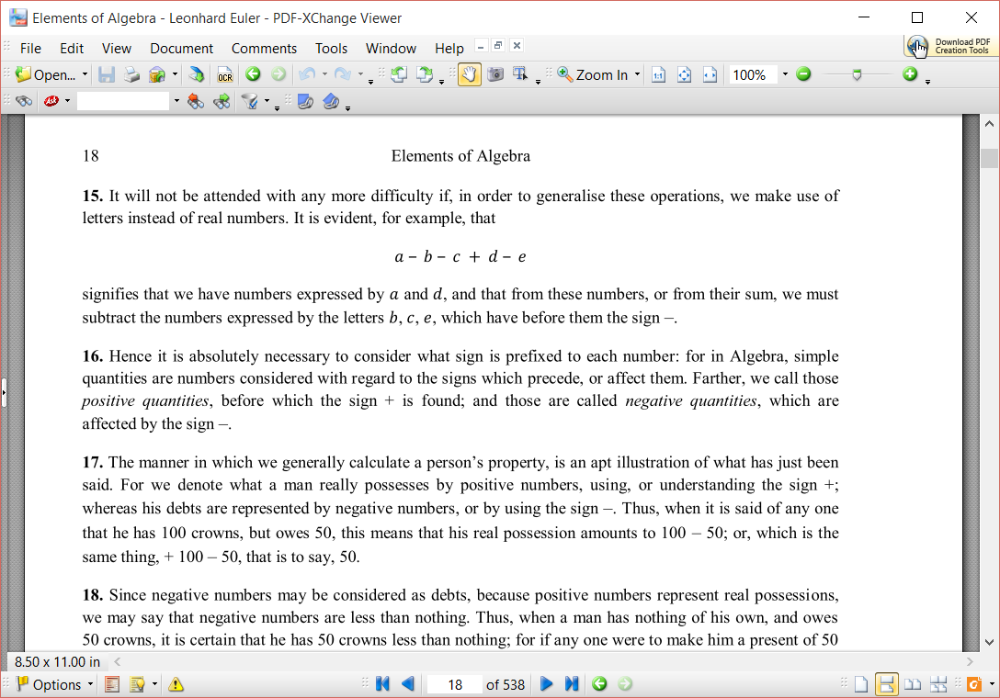 Elements of Algebra - Leonhard Euler - PDF-XChange Viewer
File Edit View Document Comments Tools Window Help
Download PDF
Creation Tools
Open... OCR Zoom In 1:1 100%
Ask
18 Elements of Algebra
15. It will not be attended with any more difficulty if, in order to generalise these operations, we make use of
letters instead of real numbers. It is evident, for example, that
a – b – c + d – e
signifies that we have numbers expressed by a and d, and that from these numbers, or from their sum, we must
subtract the numbers expressed by the letters b, c, e, which have before them the sign –.
16. Hence it is absolutely necessary to consider what sign is prefixed to each number: for in Algebra, simple
quantities are numbers considered with regard to the signs which precede, or affect them. Farther, we call those
positive quantities, before which the sign + is found; and those are called negative quantities, which are
affected by the sign –.
17. The manner in which we generally calculate a person’s property, is an apt illustration of what has just been
said. For we denote what a man really possesses by positive numbers, using, or understanding the sign +;
whereas his debts are represented by negative numbers, or by using the sign –. Thus, when it is said of any one
that he has 100 crowns, but owes 50, this means that his real possession amounts to 100 – 50; or, which is the
same thing, + 100 – 50, that is to say, 50.
18. Since negative numbers may be considered as debts, because positive numbers represent real possessions,
we may say that negative numbers are less than nothing. Thus, when a man has nothing of his own, and owes
50 crowns, it is certain that he has 50 crowns less than nothing; for if any one were to make him a present of 50
8.50 x 11.00 in
Options 18 of 538